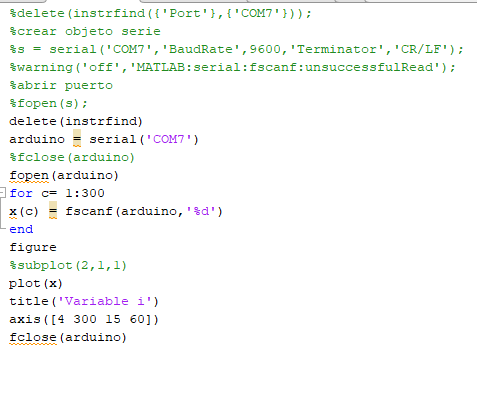 %delete(instrfind({'Port'},{'COM7'}));
%crear objeto serie
%s = serial('COM7','BaudRate',9600,'Terminator','CR/LF');
%warning('off','MATLAB:serial:fscanf:unsuccessfulRead');
%abrir puerto
%fopen(s);
delete(instrfind)
arduino = serial('COM7')
%fclose(arduino)
fopen(arduino)
for c= 1:300
x(c) = fscanf(arduino,'%d')
end
figure
%subplot(2,1,1)
plot(x)
title('Variable i')
axis([4 300 15 60])
fclose(arduino)